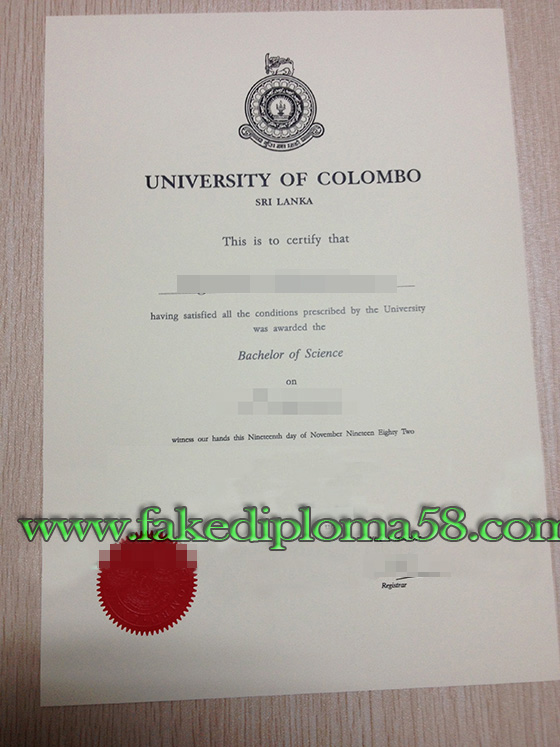 UNIVERSITY OF COLOMBO
SRI LANKA
This is to certify that
having satisfied all the conditions prescribed by the University
was awarded the
Bachelor of Science
on
witness our hands this Nineteenth day of November Nineteen Eighty Two
www.fakediploma58.com
Registrar